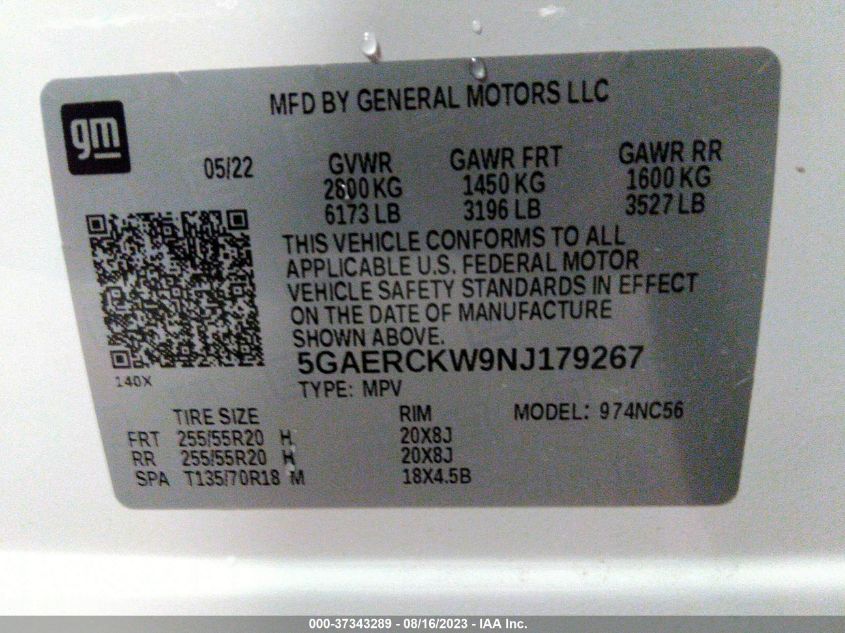 MFD BY GENERAL MOTORS LLC
gm
05/22 GVWR GAWR FRT GAWR RR
2800 KG 1450 KG 1600 KG
6173 LB 3196 LB 3527 LB
THIS VEHICLE CONFORMS TO ALL
APPLICABLE U.S. FEDERAL MOTOR
VEHICLE SAFETY STANDARDS IN EFFECT
ON THE DATE OF MANUFACTURE
SHOWN ABOVE.
5GAERCKW9NJ179267
140X
TYPE: MPV
TIRE SIZE RIM MODEL: 974NC56
FRT 255/55R20 H 20X8J
RR 255/55R20 H 20X8J
SPA T135/70R18 M 18X4.5B
000-37343289 - 08/16/2023 - IAA Inc.